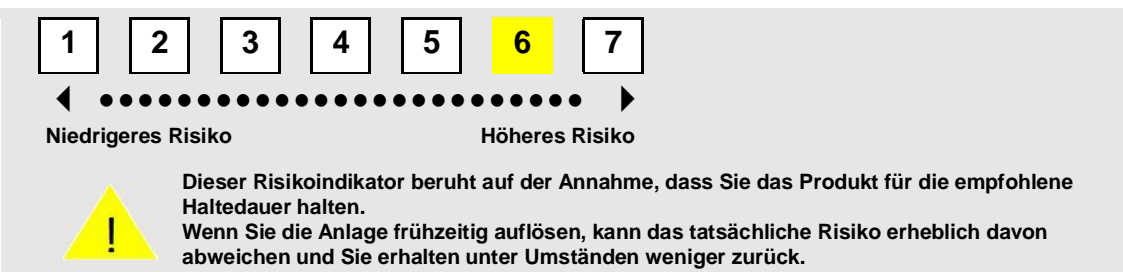 1 2 3 4 5 6 7
Niedrigeres Risiko Höheres Risiko
Dieser Risikoindikator beruht auf der Annahme, dass Sie das Produkt für die empfohlene
Haltedauer halten.
Wenn Sie die Anlage frühzeitig auflösen, kann das tatsächliche Risiko erheblich davon
abweichen und Sie erhalten unter Umständen weniger zurück.
!